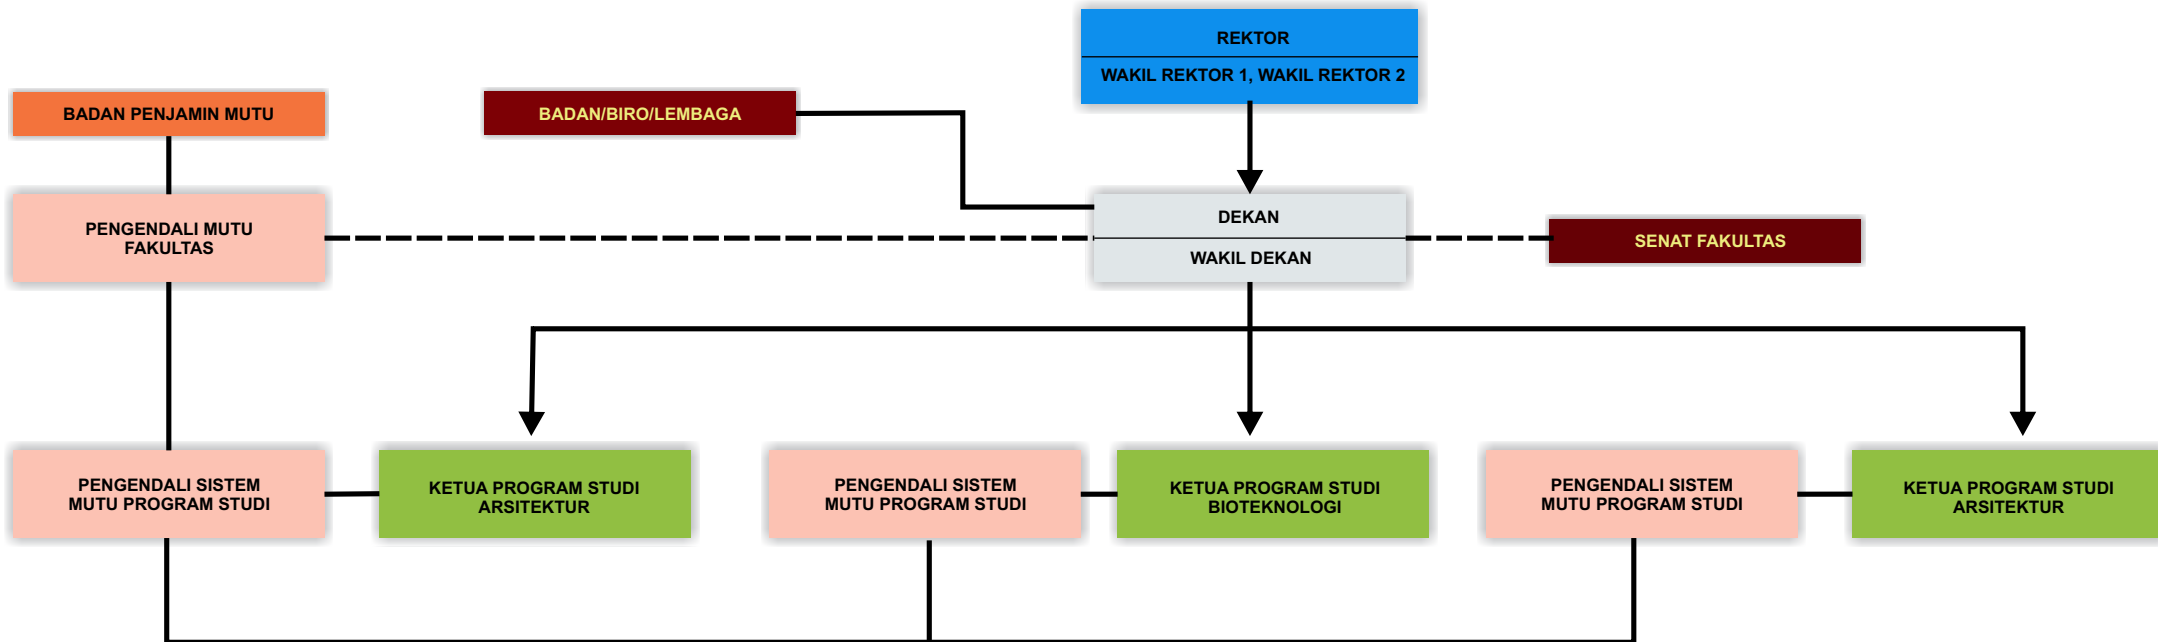 REKTOR
WAKIL REKTOR 1, WAKIL REKTOR 2
BADAN PENJAMIN MUTU
BADAN/BIRO/LEMBAGA
PENGENDALI MUTU
FAKULTAS
DEKAN
WAKIL DEKAN
SENAT FAKULTAS
PENGENDALI SISTEM
MUTU PROGRAM STUDI
KETUA PROGRAM STUDI
ARSITEKTUR
PENGENDALI SISTEM
MUTU PROGRAM STUDI
KETUA PROGRAM STUDI
BIOTEKNOLOGI
PENGENDALI SISTEM
MUTU PROGRAM STUDI
KETUA PROGRAM STUDI
ARSITEKTUR